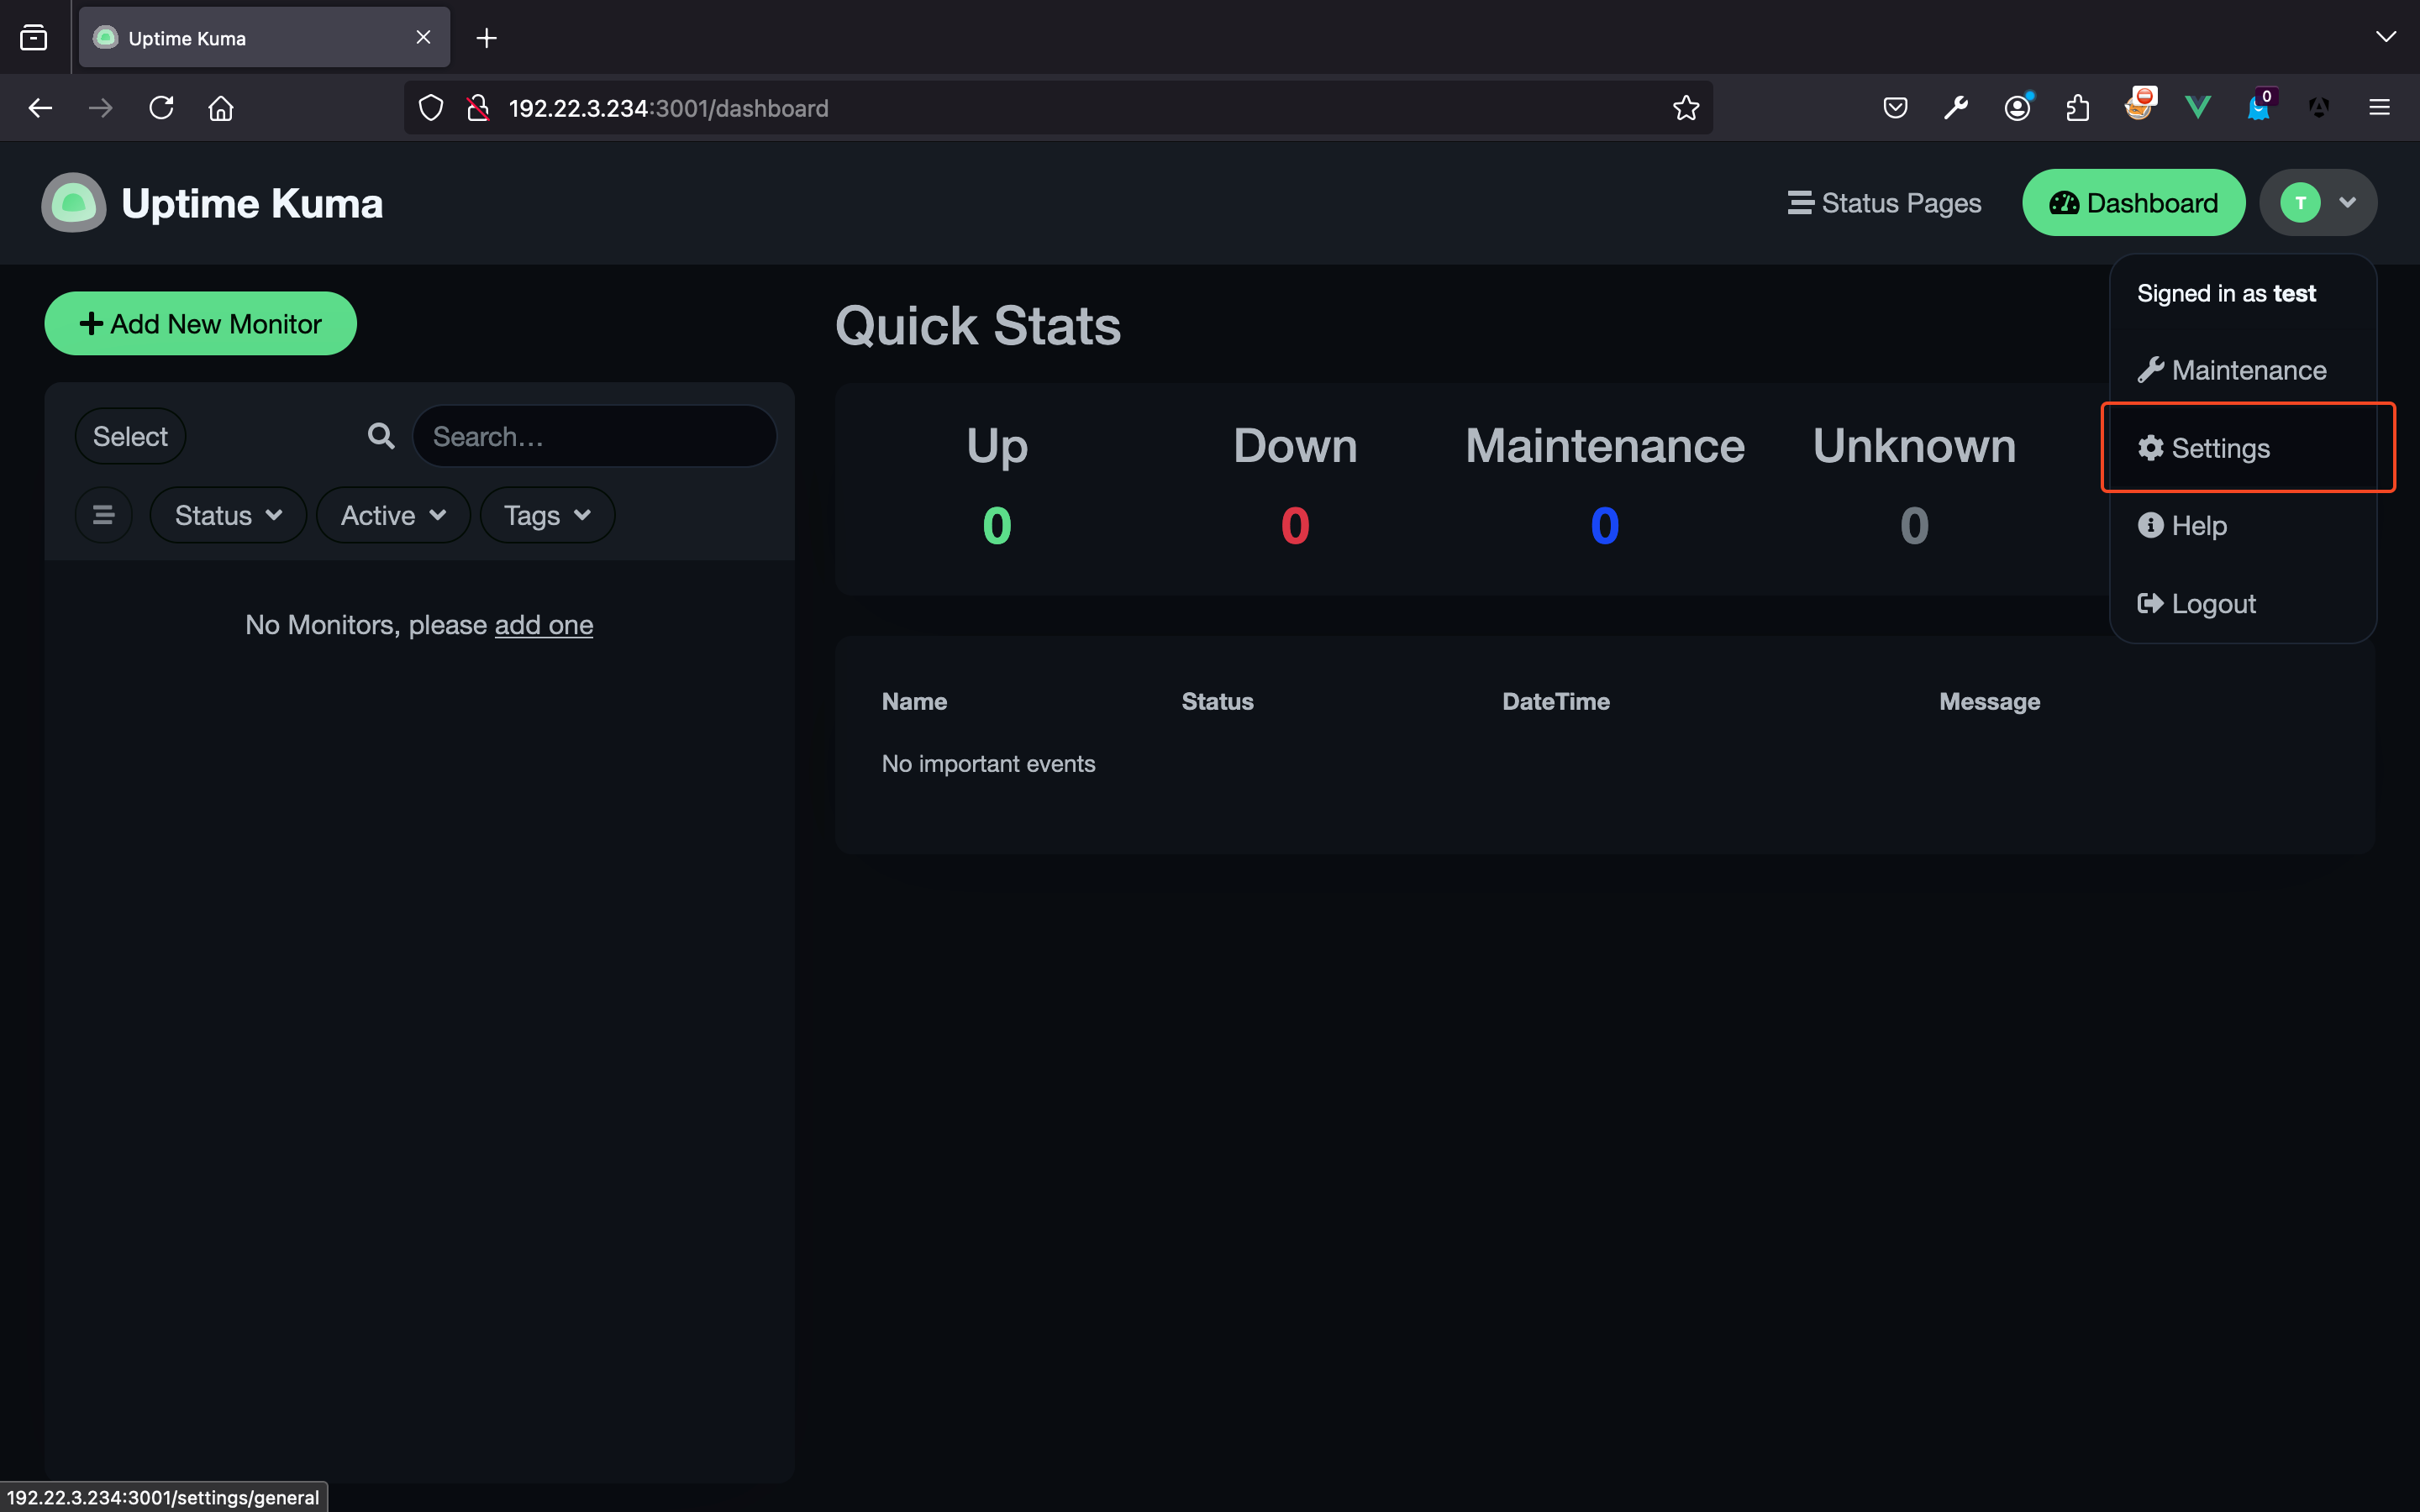 Uptime Kuma
192.22.3.234:3001/dashboard
0
Uptime Kuma
Status Pages
Dashboard
T
Signed in as test
Maintenance
Settings
Help
Logout
Add New Monitor
Select
Search...
Status
Active
Tags
No Monitors, please add one
Quick Stats
Up
Down
Maintenance
Unknown
0
0
0
0
Name Status DateTime Message
No important events
192.22.3.234:3001/settings/general